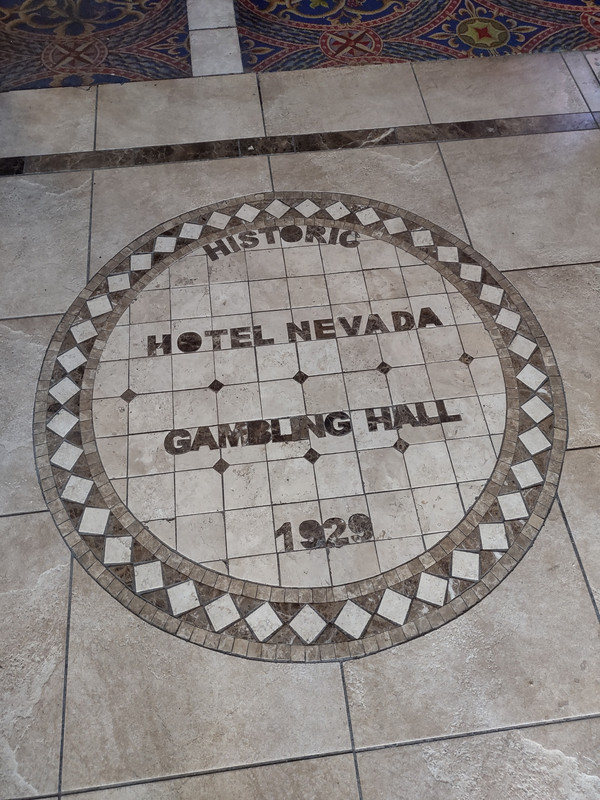 HISTORIC
HOTEL NEVADA
GAMBLING HALL
1929